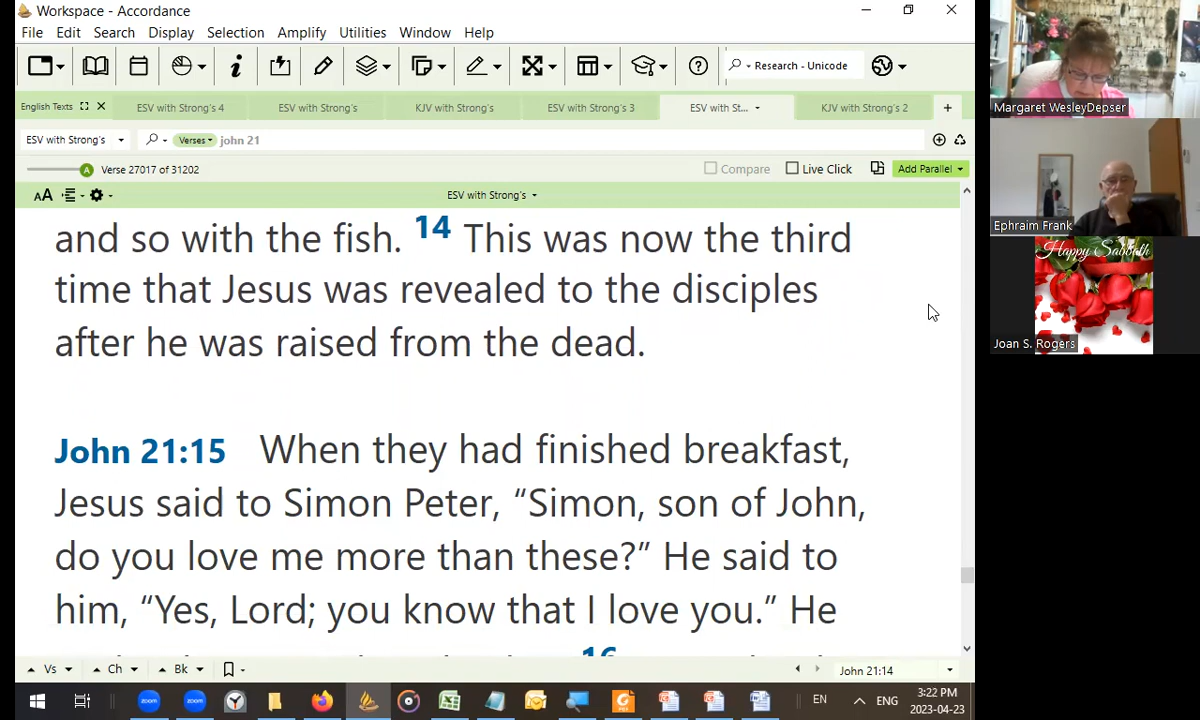 Workspace - Accordance
File Edit Search Display Selection Amplify Utilities Window Help
Research - Unicode
English Texts
ESV with Strong's 4
ESV with Strong's
KJV with Strong's
ESV with Strong's 3
ESV with St...
KJV with Strong's 2
ESV with Strong's
Verses
john 21
A
Verse 27017 of 31202
Compare
Live Click
Add Parallel
AA
ESV with Strong's
and so with the fish. 14 This was now the third
time that Jesus was revealed to the disciples
after he was raised from the dead.
John 21:15 When they had finished breakfast,
Jesus said to Simon Peter, “Simon, son of John,
do you love me more than these?” He said to
him, “Yes, Lord; you know that I love you.” He
16
Vs Ch Bk
John 21:14
zoom
zoom
EN
ENG
3:22 PM
2023-04-23
Margaret WesleyDepser
Ephraim Frank
Happy Sabbath
Joan S. Rogers